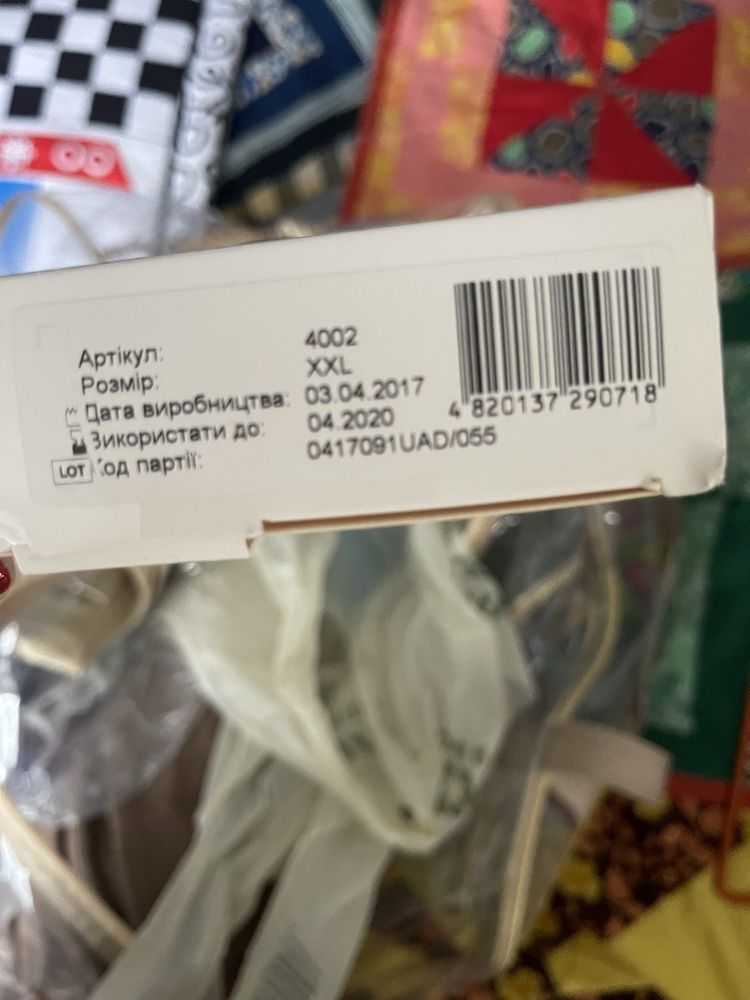 Артікул: 4002
Розмір: XXL
Дата виробництва: 03.04.2017
Використати до: 04.2020
LOT Код партії: 0417091UAD/055
4 820137 290718